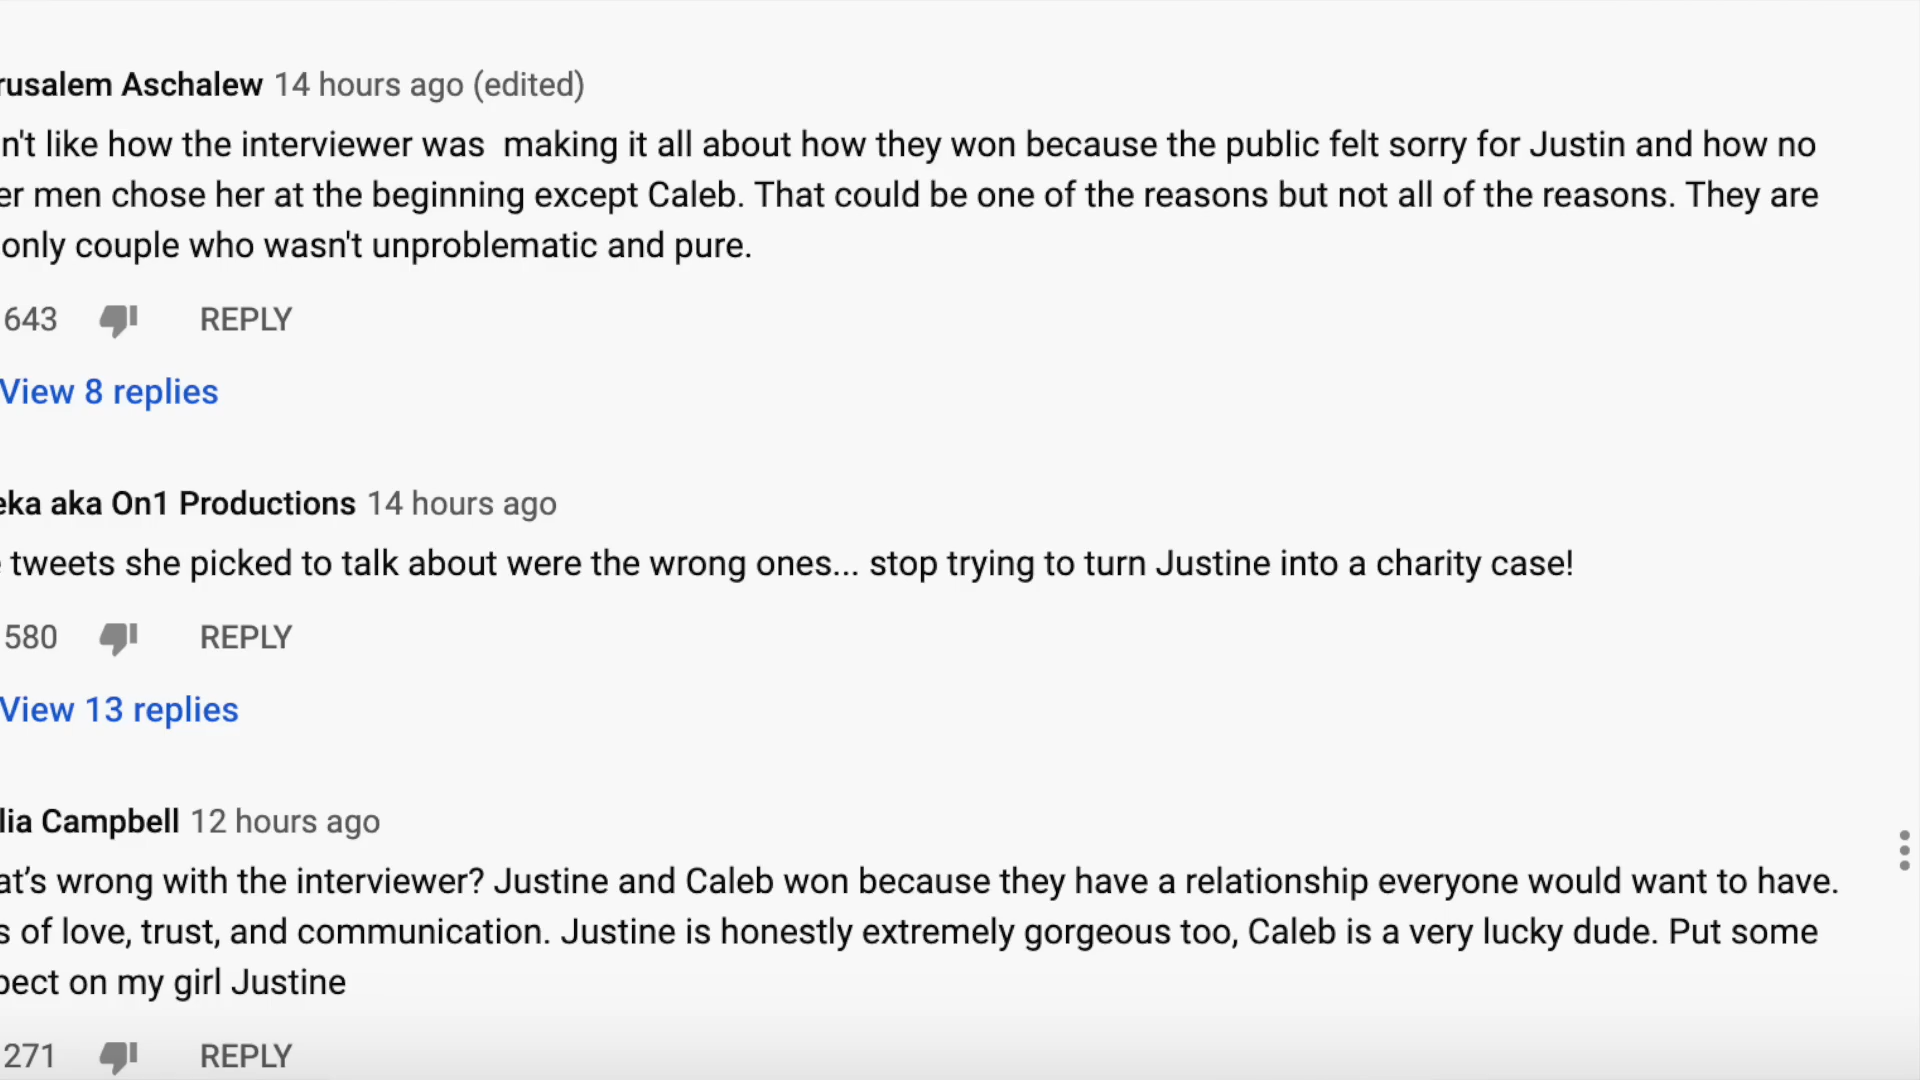 rusalem Aschalew 14 hours ago (edited)
n't like how the interviewer was  making it all about how they won because the public felt sorry for Justin and how no
er men chose her at the beginning except Caleb. That could be one of the reasons but not all of the reasons. They are
only couple who wasn't unproblematic and pure.
643 REPLY
View 8 replies
eka aka On1 Productions 14 hours ago
tweets she picked to talk about were the wrong ones... stop trying to turn Justine into a charity case!
580 REPLY
View 13 replies
lia Campbell 12 hours ago
at’s wrong with the interviewer? Justine and Caleb won because they have a relationship everyone would want to have.
s of love, trust, and communication. Justine is honestly extremely gorgeous too, Caleb is a very lucky dude. Put some
pect on my girl Justine
271 REPLY